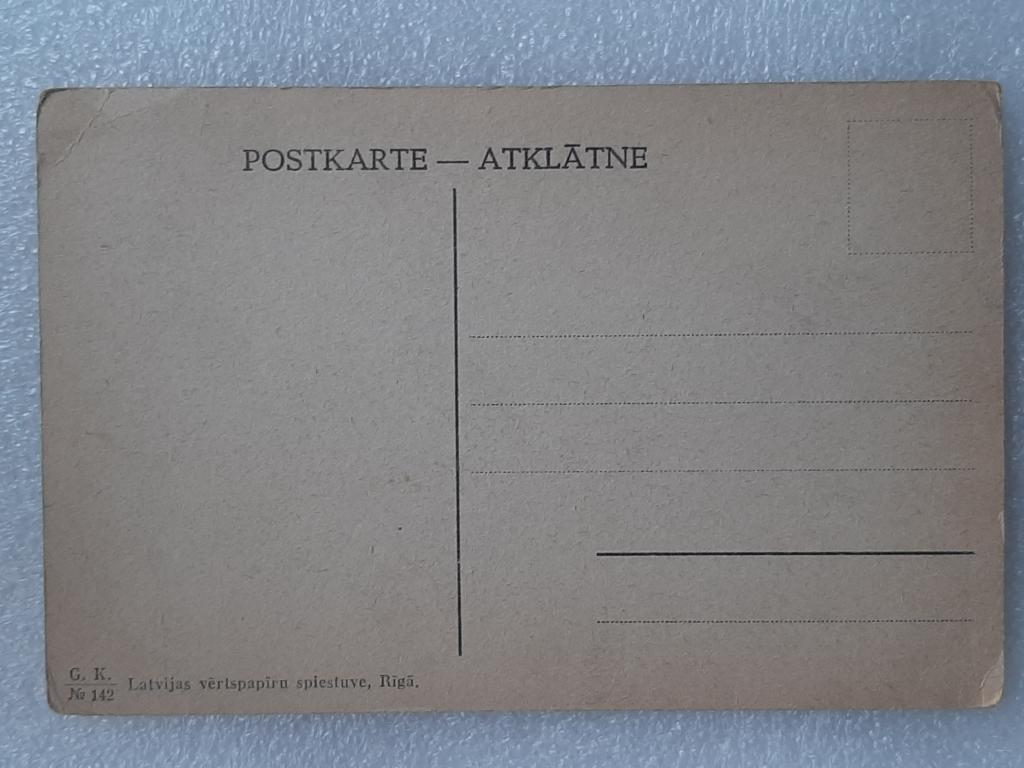 POSTKARTE — ATKLĀTNE
G. K.
№ 142
Latvijas vērtspapīru spiestuve, Rīgā.